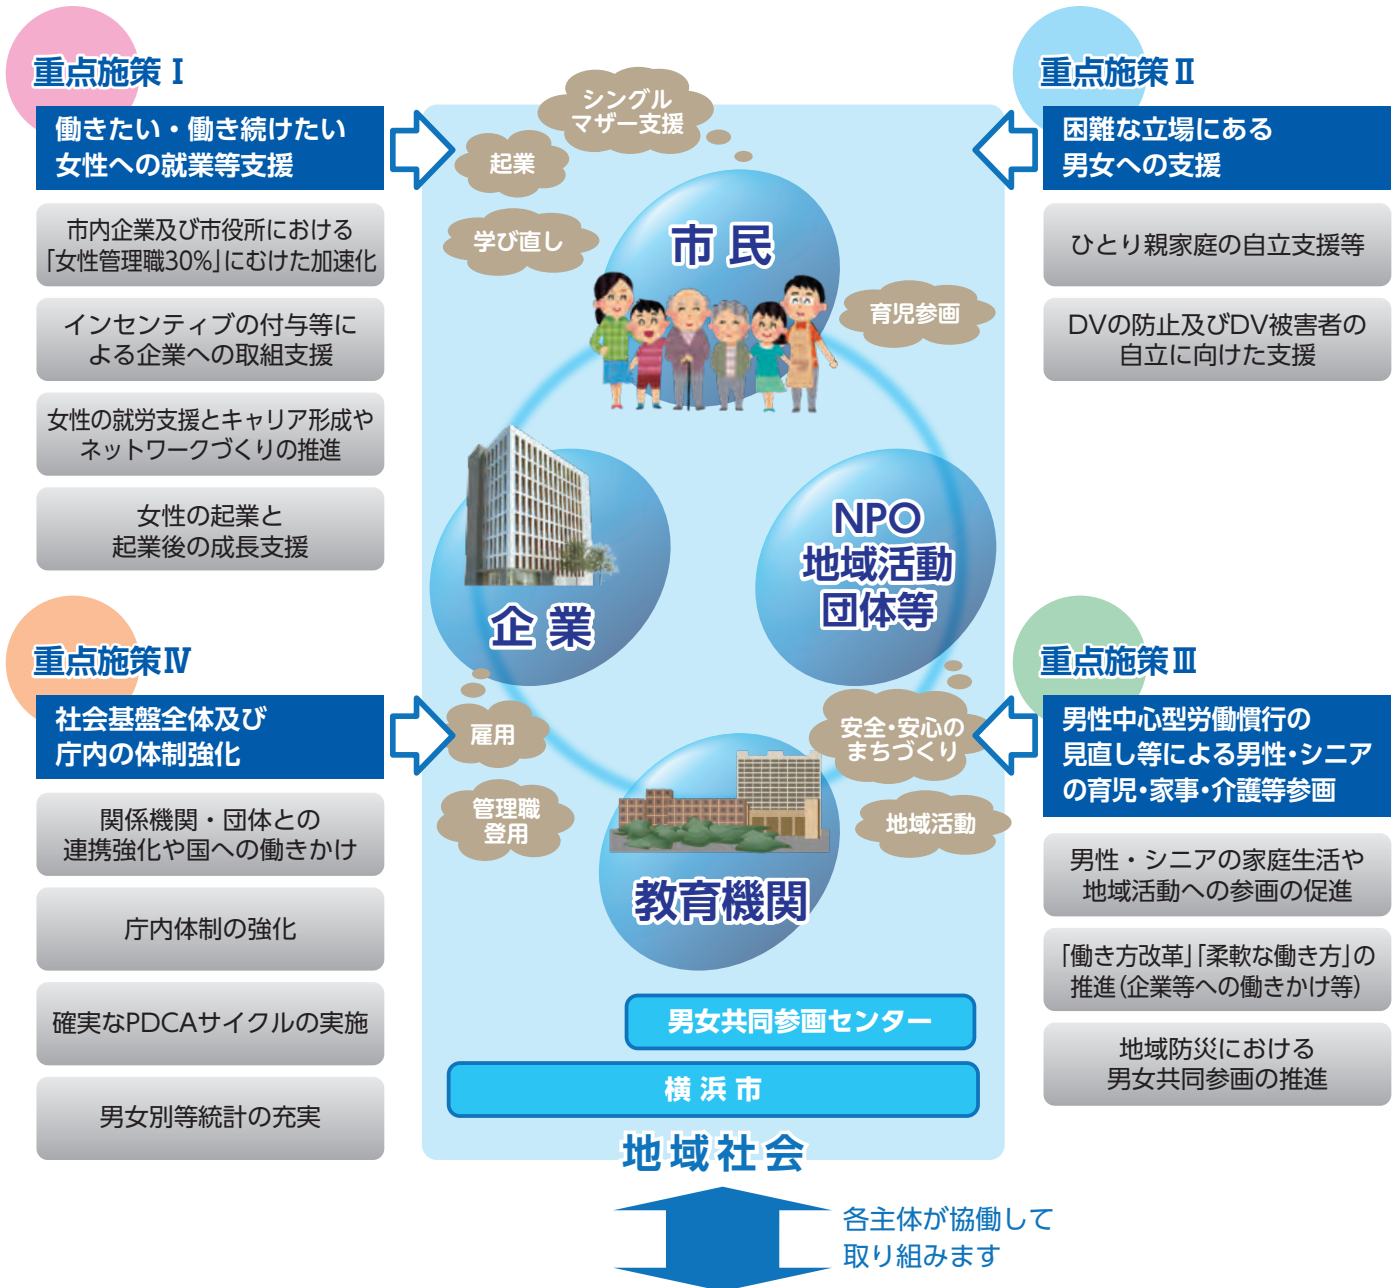 重点施策Ⅰ
働きたい・働き続けたい
女性への就業等支援
市内企業及び市役所における
「女性管理職30%」にむけた加速化
インセンティブの付与等に
よる企業への取組支援
女性の就労支援とキャリア形成や
ネットワークづくりの推進
女性の起業と
起業後の成長支援
重点施策Ⅱ
困難な立場にある
男女への支援
ひとり親家庭の自立支援等
DVの防止及びDV被害者の
自立に向けた支援
シングル
マザー支援
起業
学び直し
市民
育児参画
企業
NPO
地域活動
団体等
雇用
管理職
登用
安全・安心の
まちづくり
地域活動
教育機関
男女共同参画センター
横浜市
地域社会
重点施策Ⅳ
社会基盤全体及び
庁内の体制強化
関係機関・団体との
連携強化や国への働きかけ
庁内体制の強化
確実なPDCAサイクルの実施
男女別等統計の充実
重点施策Ⅲ
男性中心型労働慣行の
見直し等による男性・シニア
の育児・家事・介護等参画
男性・シニアの家庭生活や
地域活動への参画の促進
「働き方改革」「柔軟な働き方」の
推進(企業等への働きかけ等)
地域防災における
男女共同参画の推進
各主体が協働して
取り組みます